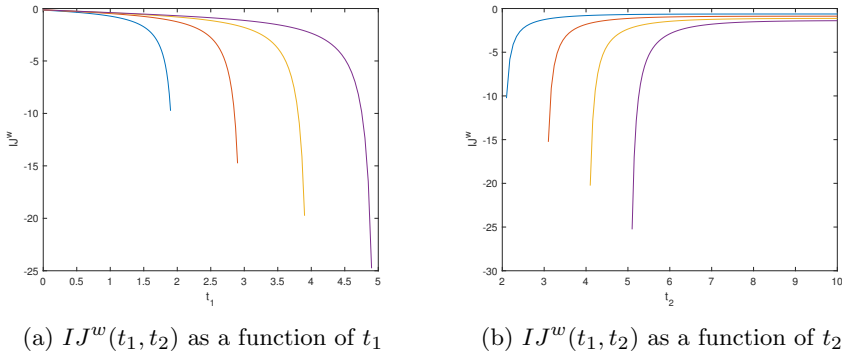 0
-5
-10
-15
-20
-25
IJ^w
0 0.5 1 1.5 2 2.5 3 3.5 4 4.5 5
t_1
0
-5
-10
-15
-20
-25
-30
IJ^w
2 3 4 5 6 7 8 9 10
t_2
(a) IJ^w(t_1, t_2) as a function of t_1
(b) IJ^w(t_1, t_2) as a function of t_2